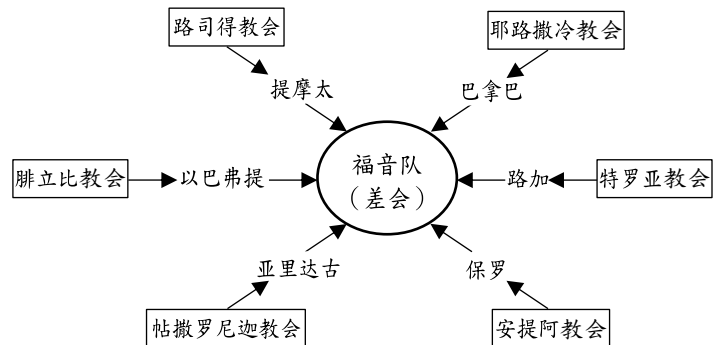 路司得教会
耶路撒冷教会
提摩太
巴拿巴
福音队
（差会）
腓立比教会
以巴弗提
路加
特罗亚教会
亚里达古
保罗
帖撒罗尼迦教会
安提阿教会